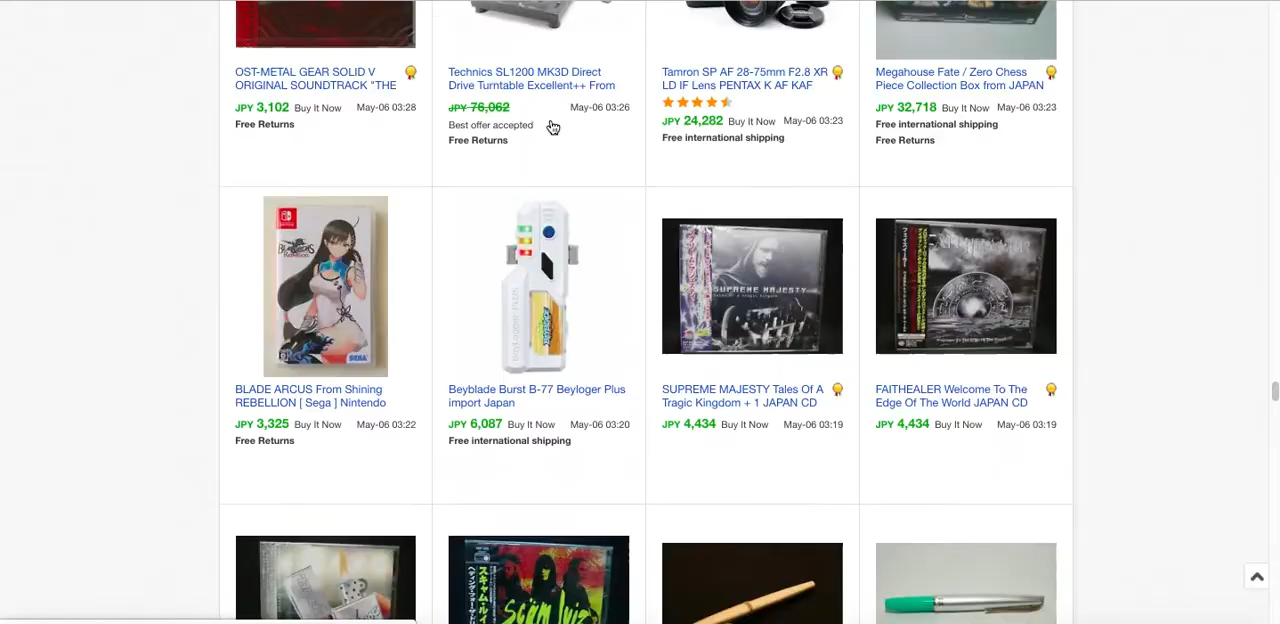 OST-METAL GEAR SOLID V
ORIGINAL SOUNDTRACK "THE
JPY 3,102 Buy It Now May-06 03:28
Free Returns
Technics SL1200 MK3D Direct
Drive Turntable Excellent++ From
JPY 76,062 May-06 03:26
Best offer accepted
Free Returns
Tamron SP AF 28-75mm F2.8 XR
LD IF Lens PENTAX K AF KAF
JPY 24,282 Buy It Now May-06 03:23
Free international shipping
Megahouse Fate / Zero Chess
Piece Collection Box from JAPAN
JPY 32,718 Buy It Now May-06 03:23
Free international shipping
Free Returns
SEGA
BLADE ARCUS From Shining
REBELLION [ Sega ] Nintendo
JPY 3,325 Buy It Now May-06 03:22
Free Returns
Beyblade Burst B-77 Beyloger Plus
import Japan
JPY 6,087 Buy It Now May-06 03:20
Free international shipping
SUPREME MAJESTY
SUPREME MAJESTY Tales Of A
Tragic Kingdom + 1 JAPAN CD
JPY 4,434 Buy It Now May-06 03:19
FAITHEALER Welcome To The
Edge Of The World JAPAN CD
JPY 4,434 Buy It Now May-06 03:19